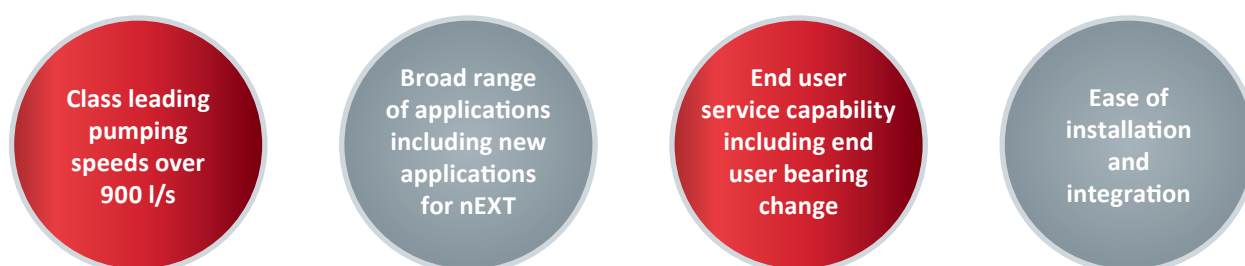 Class leading
pumping
speeds over
900 l/s
Broad range
of applications
including new
applications
for nEXT
End user
service capability
including end
user bearing
change
Ease of
installation
and
integration